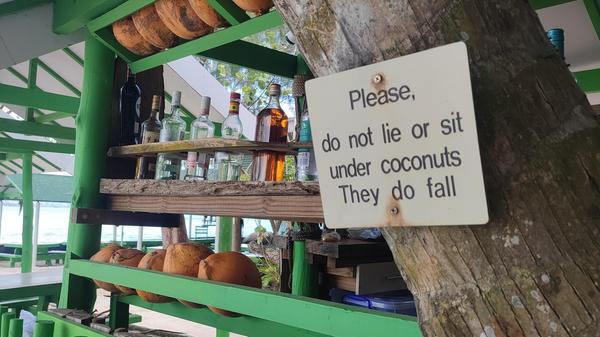 Please,
do not lie or sit
under coconuts
They do fall